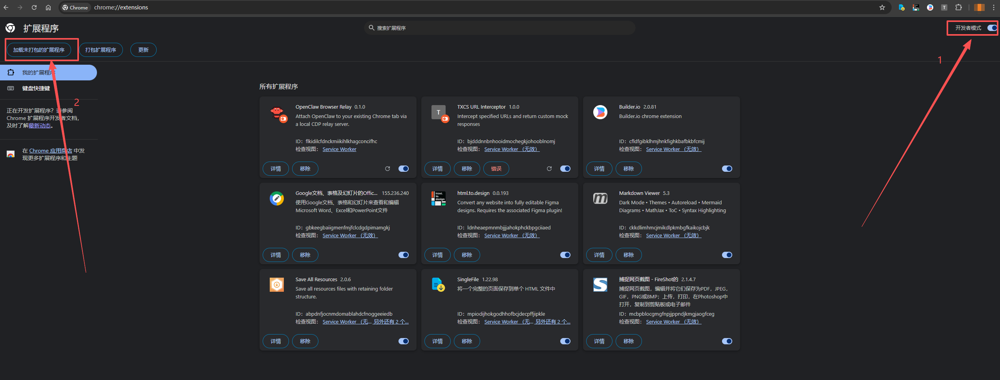 Chrome
chrome://extensions
T
扩展程序
搜索扩展程序
开发者模式
加载未打包的扩展程序
打包扩展程序
更新
1
我的扩展程序
键盘快捷键
2
正在开发扩展程序？请参阅
Chrome 扩展程序开发者文档，
及时了解最新动态。
在 Chrome 应用商店 中发
现更多扩展程序和主题
所有扩展程序
OpenClaw Browser Relay 0.1.0
Attach OpenClaw to your existing Chrome tab via
a local CDP relay server.
ID：flkidilcfdnckmiikihlkhagconcifhc
检查视图： Service Worker
详情
移除
T
TXCS URL Interceptor 1.0.0
Intercept specified URLs and return custom mock
responses
ID：bjdddnnbnhooidmochegkjohooblnomj
检查视图： Service Worker （无效）
详情
移除
错误
Builder.io 2.0.81
Builder.io chrome extension
ID：cfldfgibklhmjhnkfighkbafbkbfcmij
检查视图： Service Worker （无效）
详情
移除
Google文档、表格及幻灯片的Offic... 155.236.240
使用Google文档、表格和幻灯片来查看和编辑
Microsoft Word、Excel和PowerPoint文件
ID：gbkeegbaiigmenfmjfclcdgdpimamgkj
检查视图： Service Worker （无效）
详情
移除
html.
to.
design
html.to.design 0.0.193
Convert any website into fully editable Figma
designs. Requires the associated Figma plugin!
ID：ldnheaepmnmbjjjahokphckbpgciiaed
检查视图： Service Worker （无效）
详情
移除
m
Markdown Viewer 5.3
Dark Mode • Themes • Autoreload • Mermaid
Diagrams • MathJax • ToC • Syntax Highlighting
ID：ckkdlimhmcjmikdlpkmbgfkaikojcbjk
检查视图： Service Worker （无效）
详情
移除
Save All Resources 2.0.6
Save all resources files with retaining folder
structure.
ID：abpdnfjocnmdomablahdcfnoggeeiedb
检查视图： Service Worker （无... 另外还有 2 个...
详情
移除
SingleFile 1.22.98
将一个完整的页面保存到单个 HTML 文件中
ID：mpiodijhokgodhhofbcjdecpffjipkle
检查视图： Service Worker （无... 另外还有 2 个...
详情
移除
S
捕捉网页截图 - FireShot的 2.1.4.7
捕捉网页截图，编辑并将它们保存为PDF，JPEG，
GIF，PNG或BMP；上传，打印，在Photoshop中
打开，复制到剪贴板或电子邮件
ID：mcbpblocgmgfnpjjppndjkmgjaogfceg
检查视图： Service Worker （无效）
详情
移除